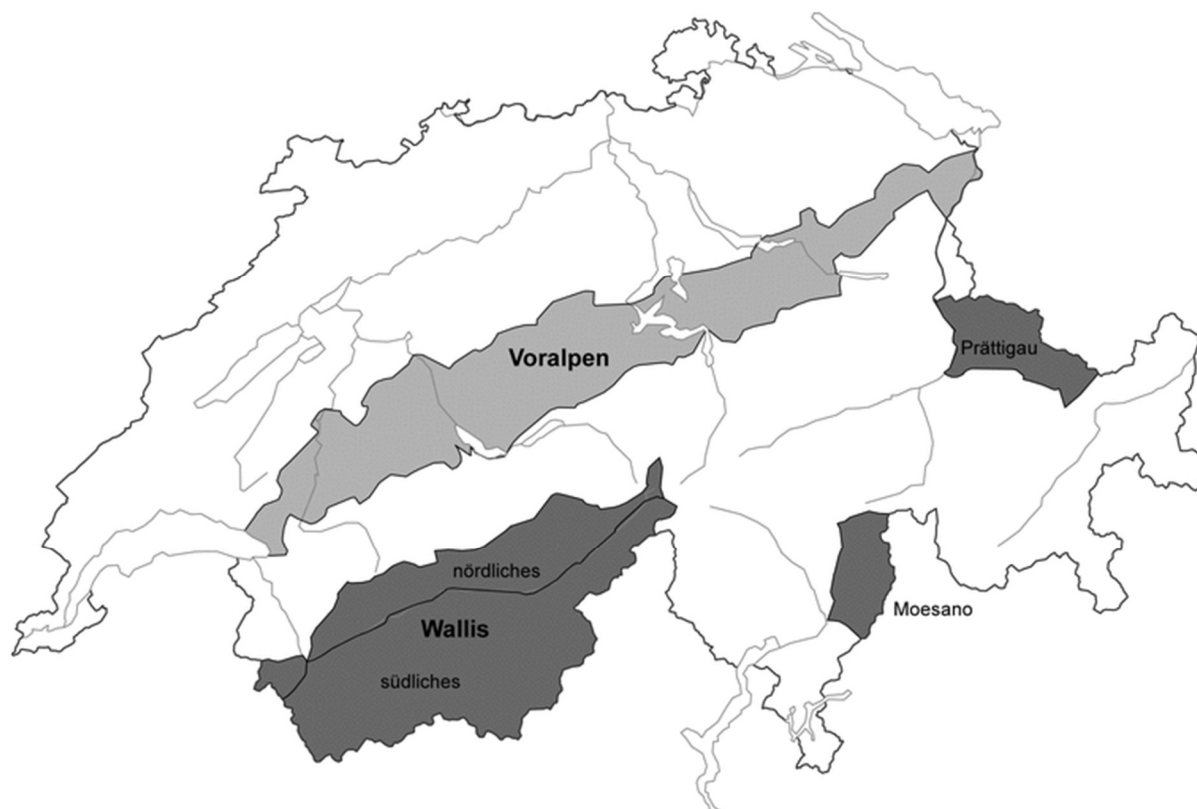 Voralpen
Prättigau
nördliches
Moesano
Wallis
südliches